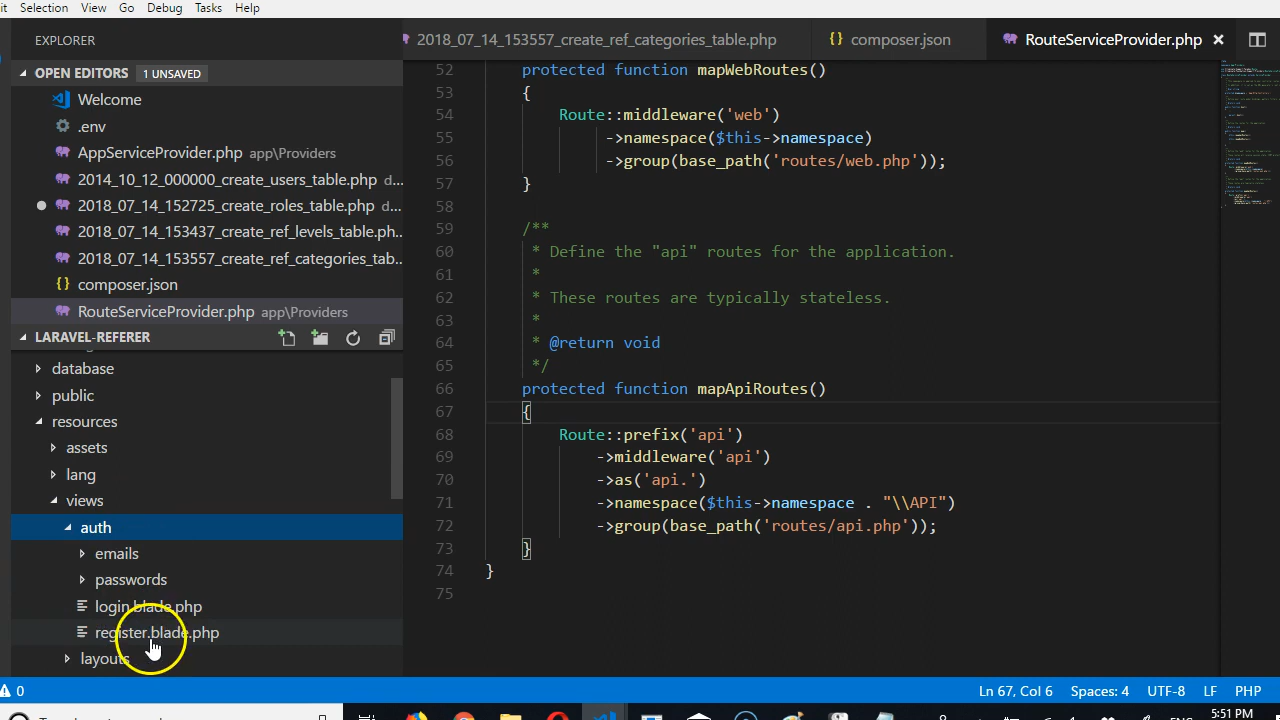 it Selection View Go Debug Tasks Help
EXPLORER
OPEN EDITORS 1 UNSAVED
Welcome
.env
AppServiceProvider.php app\Providers
2014_10_12_000000_create_users_table.php d...
2018_07_14_152725_create_roles_table.php d...
2018_07_14_153437_create_ref_levels_table.ph...
2018_07_14_153557_create_ref_categories_tab...
composer.json
RouteServiceProvider.php app\Providers
LARAVEL-REFERER
database
public
resources
assets
lang
views
auth
emails
passwords
login.blade.php
register.blade.php
layouts
2018_07_14_153557_create_ref_categories_table.php
{} composer.json
RouteServiceProvider.php
52 protected function mapWebRoutes()
53 {
54 Route::middleware('web')
55 ->namespace($this->namespace)
56 ->group(base_path('routes/web.php'));
57 }
58
59 /**
60 * Define the "api" routes for the application.
61 *
62 * These routes are typically stateless.
63 *
64 * @return void
65 */
66 protected function mapApiRoutes()
67 {
68 Route::prefix('api')
69 ->middleware('api')
70 ->as('api.')
71 ->namespace($this->namespace . "\\API")
72 ->group(base_path('routes/api.php'));
73 }
74 }
75
0
Ln 67, Col 6 Spaces: 4 UTF-8 LF PHP
5:51 PM